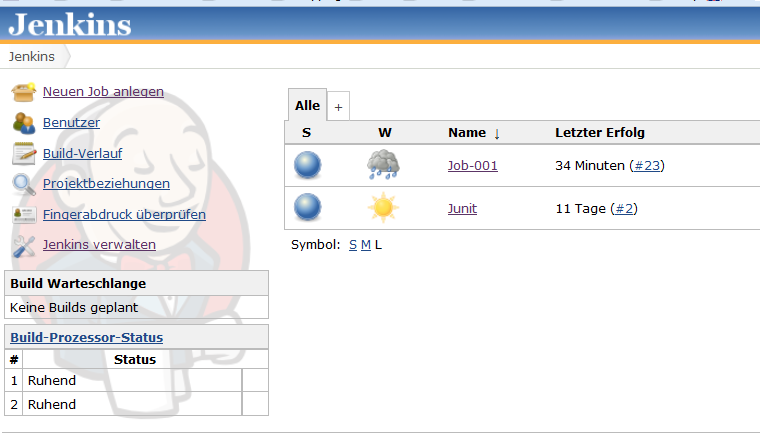 Jenkins
Jenkins
Neuen Job anlegen
Benutzer
Build-Verlauf
Projektbeziehungen
Fingerabdruck überprüfen
Jenkins verwalten
Build Warteschlange
Keine Builds geplant
Build-Prozessor-Status
# Status
1 Ruhend
2 Ruhend
Alle +
S W Name ↓ Letzter Erfolg
Job-001 34 Minuten (#23)
Junit 11 Tage (#2)
Symbol: S M L